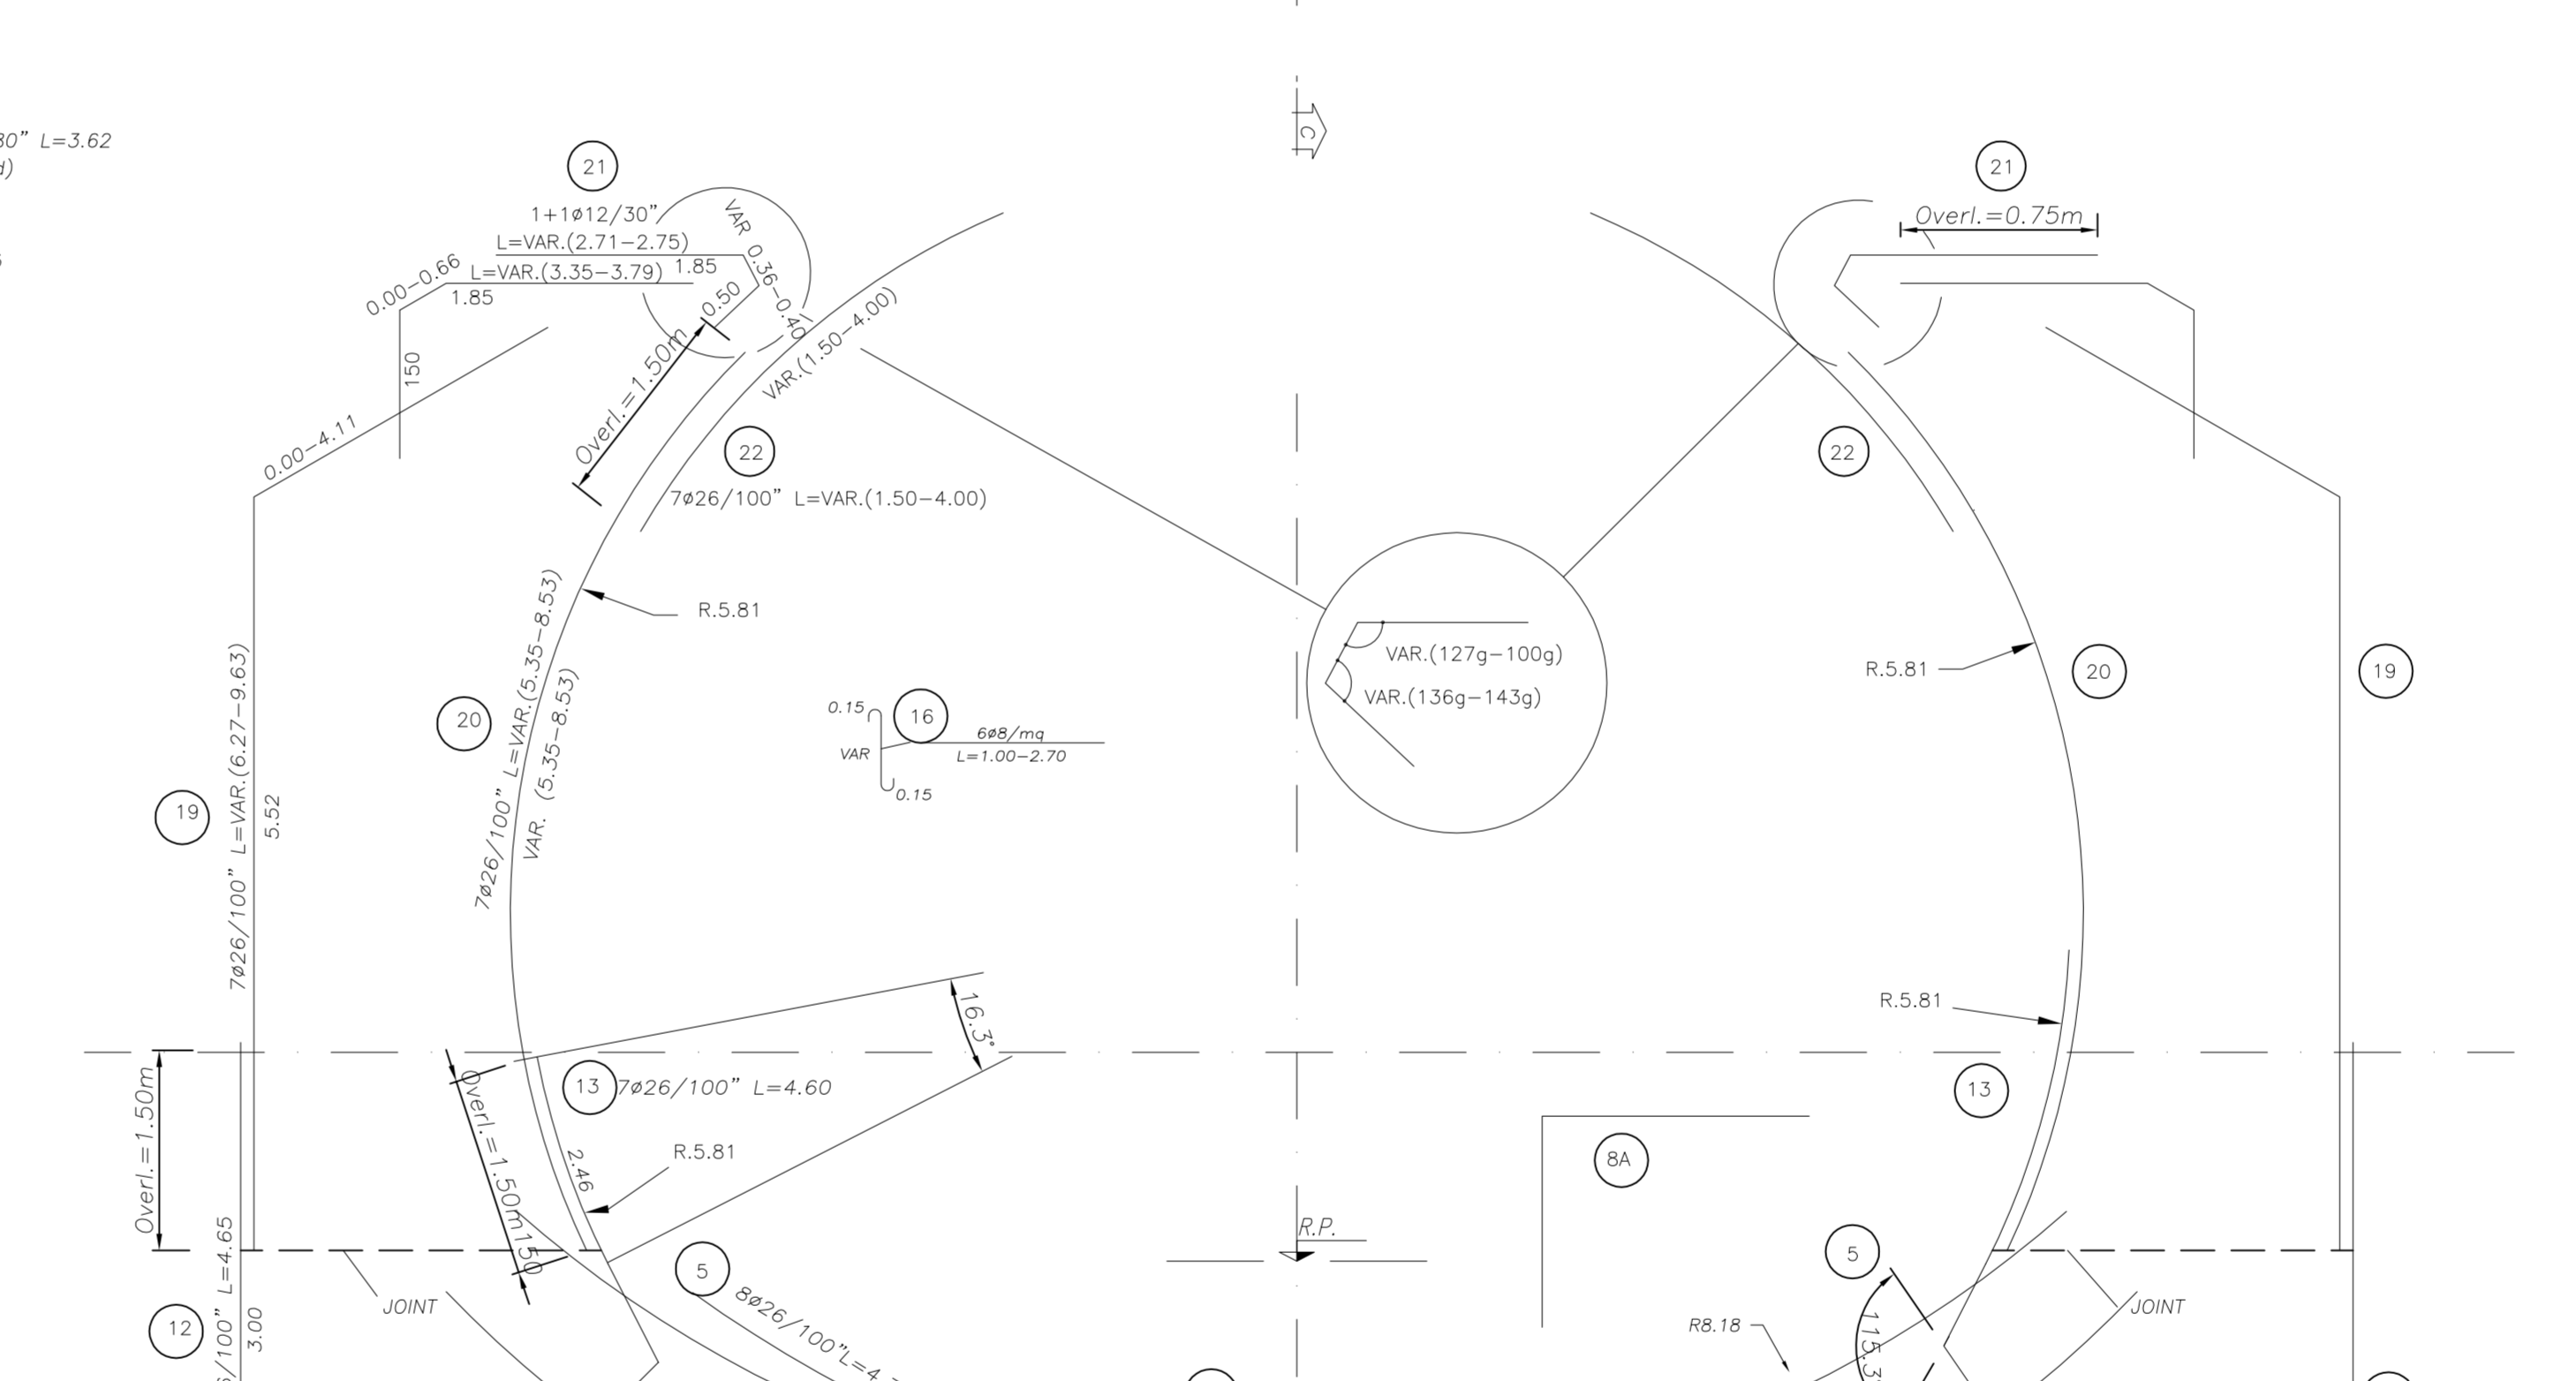 L=3.62
C
21
1+1ø12/30"
L=VAR.(2.71-2.75)
1.85
L=VAR.(3.35-3.79)
1.85
0.00-0.66
150
VAR 0.36-0.40
0.50
Overl.=1.50m
VAR.(1.50-4.00)
0.00-4.11
22
7ø26/100" L=VAR.(1.50-4.00)
21
Overl.=0.75m
22
R.5.81
7ø26/100" L=VAR.(5.35-8.53)
VAR. (5.35-8.53)
20
19
7ø26/100" L=VAR.(6.27-9.63)
5.52
0.15
16
6ø8/mq
VAR
L=1.00-2.70
0.15
VAR.(127g-100g)
VAR.(136g-143g)
R.5.81
20
19
R.5.81
16.3°
13
7ø26/100" L=4.60
Overl.=1.50m
Overl.=1.50m
150
2.46
R.5.81
13
8A
R.P.
5
5
8ø26/100"L=4.
JOINT
JOINT
R8.18
115.3
12
/100" L=4.65
3.00